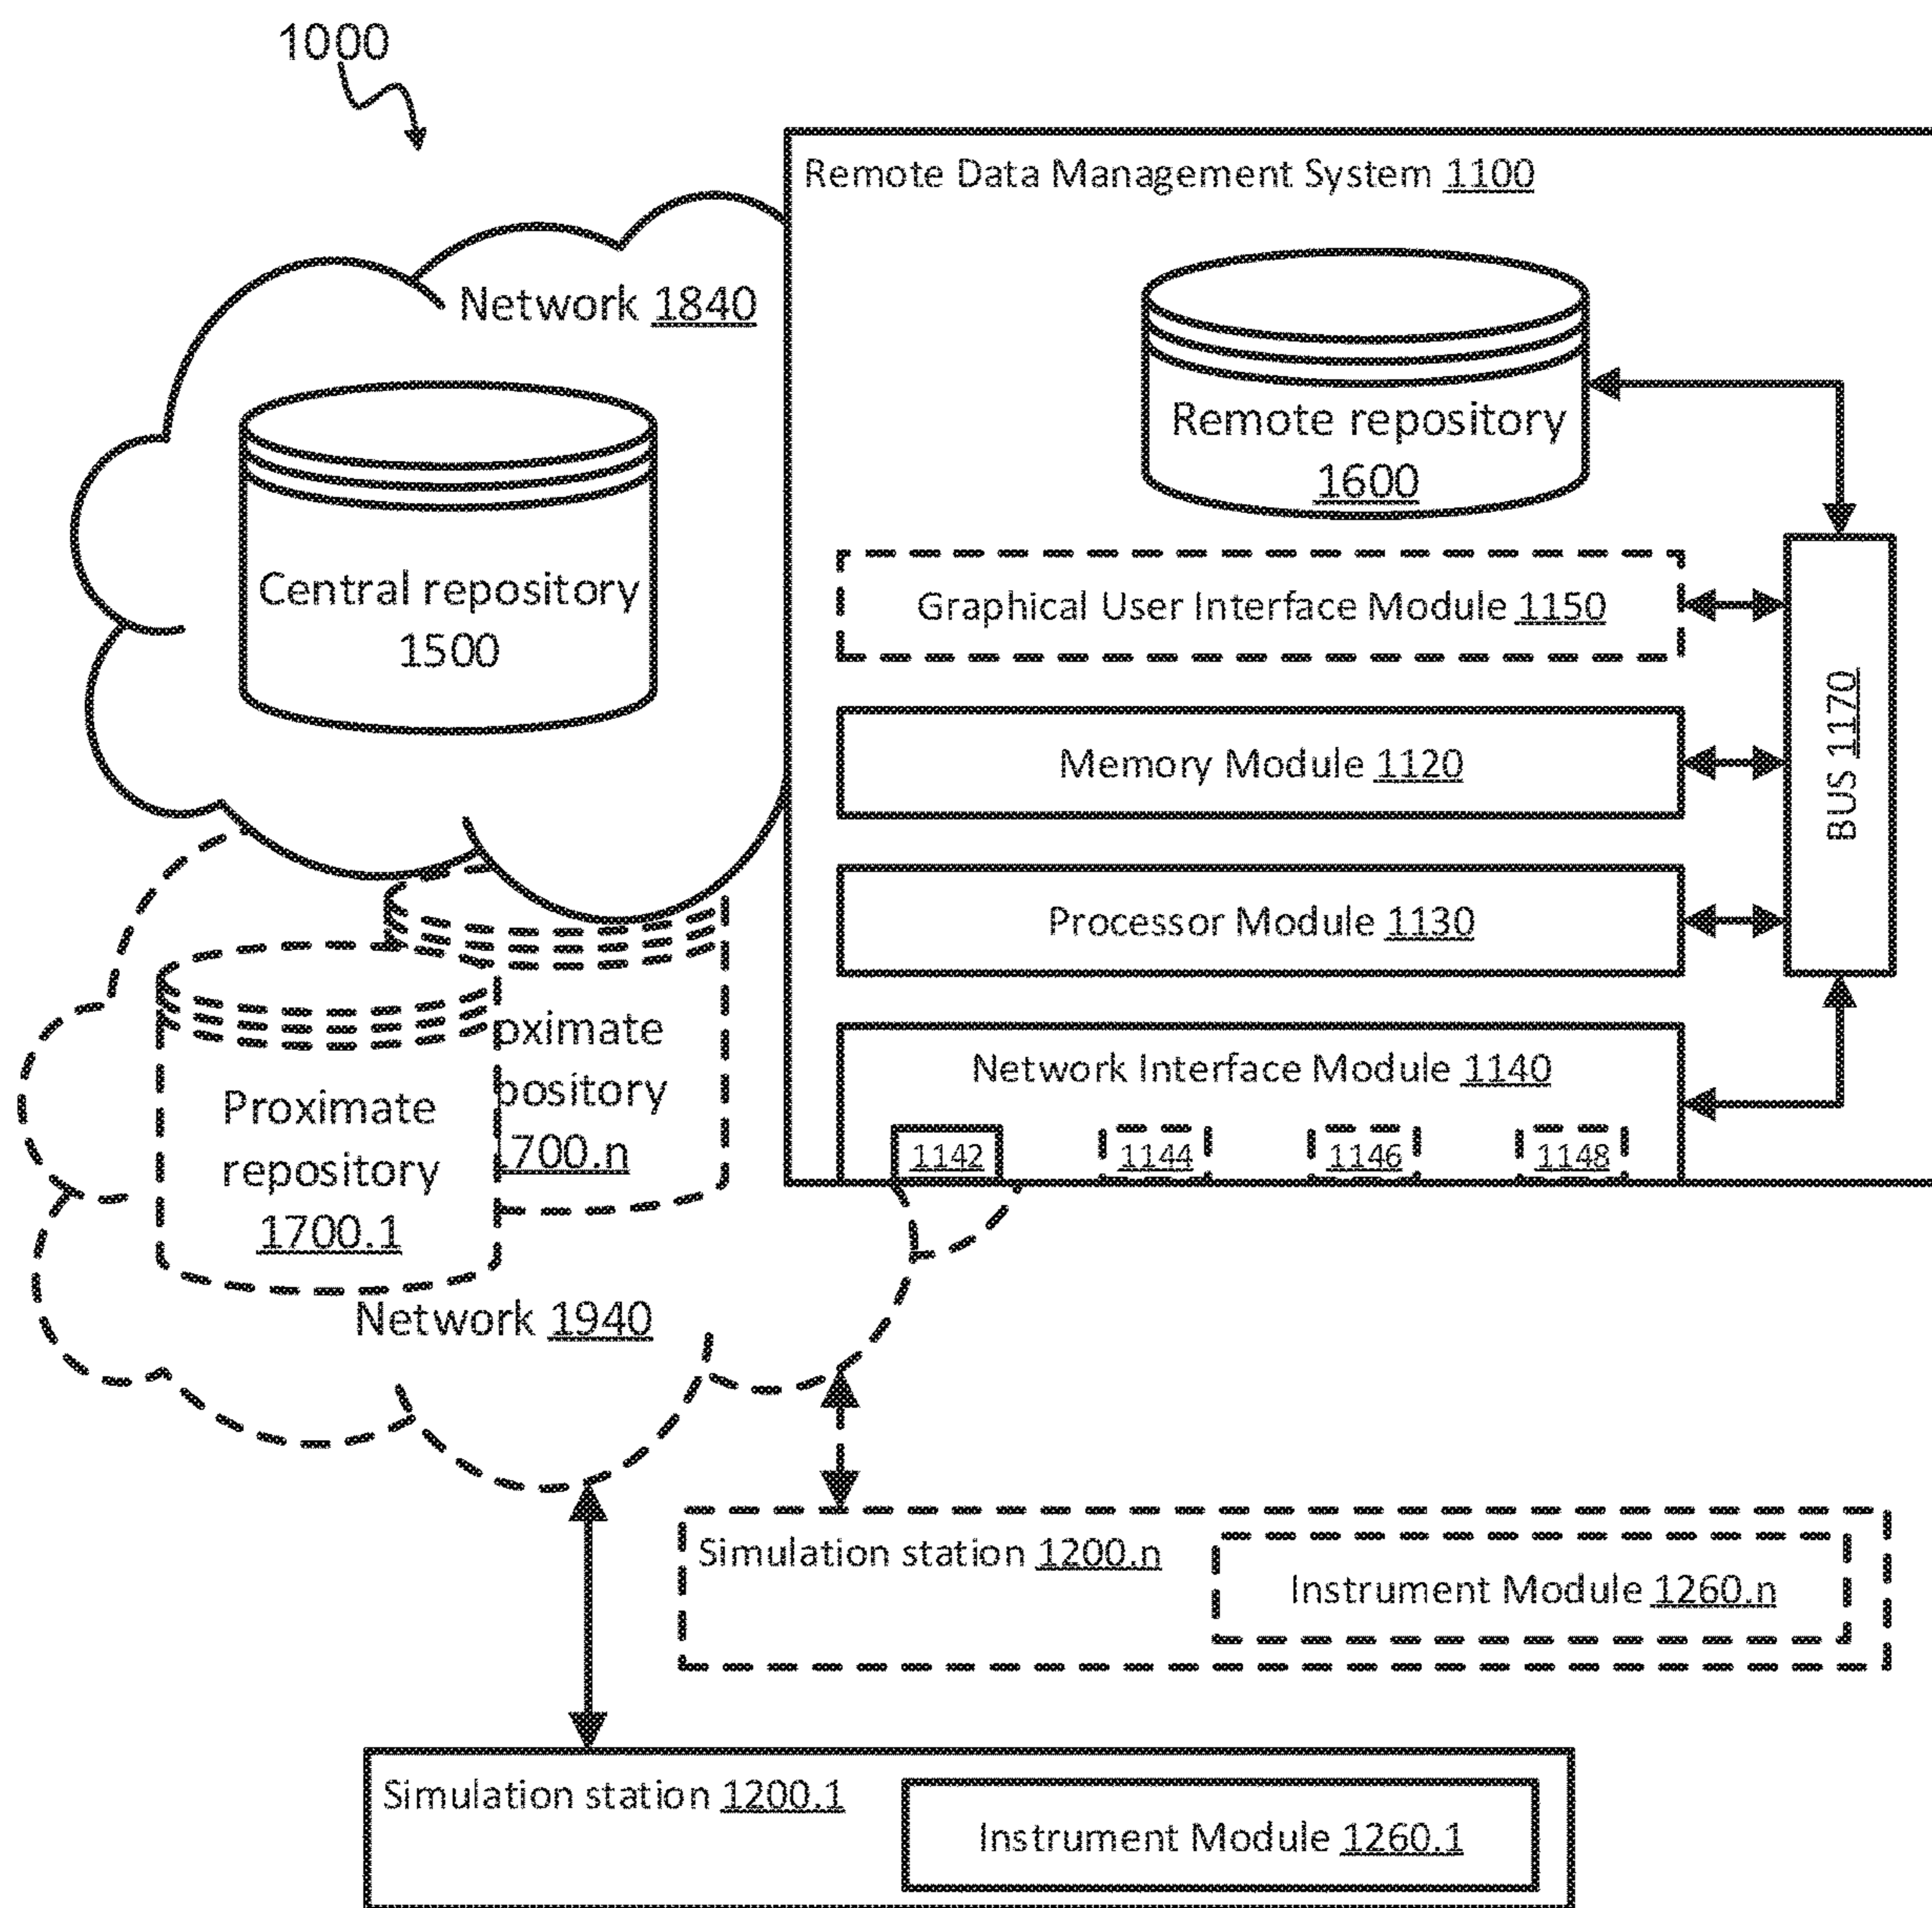 1000
Remote Data Management System 1100
Network 1840
Remote repository
1600
Central repository
1500
Graphical User Interface Module 1150
Memory Module 1120
BUS 1170
Processor Module 1130
Network Interface Module 1140
1142
1144
1146
1148
oximate
pository
700.n
Proximate
repository
1700.1
Network 1940
Simulation station 1200.n
Instrument Module 1260.n
Simulation station 1200.1
Instrument Module 1260.1